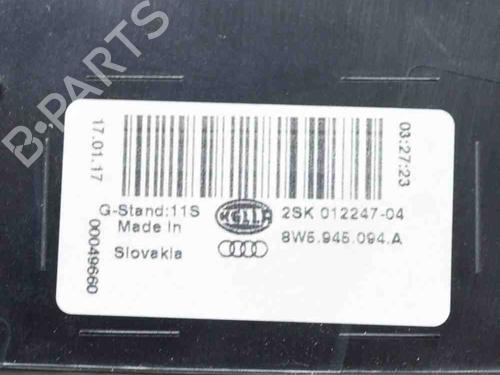 B-PARTS
17.01.17
03:27:23
G-Stand:11S
HELLA
2SK 012247-04
Made In
Slovakia
8W5.945.094.A
00049660